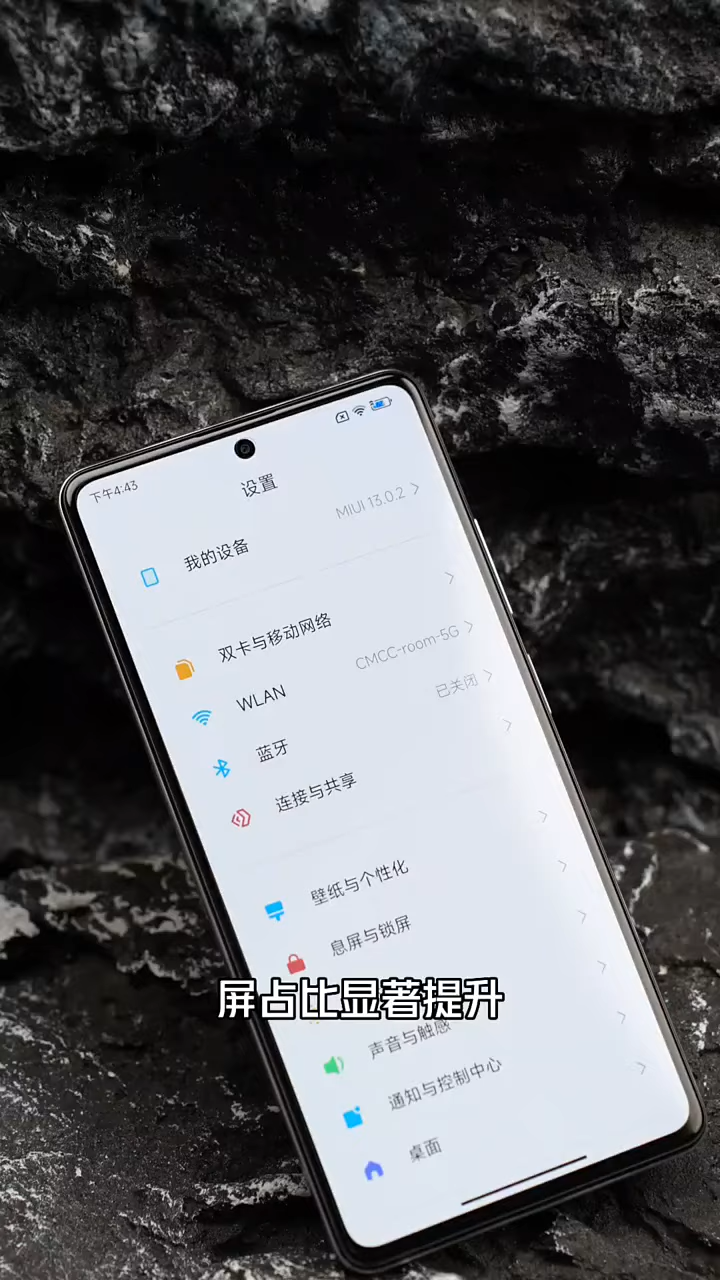 下午4:43
设置
我的设备
MIUI 13.0.2
双卡与移动网络
WLAN
CMCC-room-5G
蓝牙
已关闭
连接与共享
壁纸与个性化
息屏与锁屏
屏占比显著提升
声音与触感
通知与控制中心
桌面